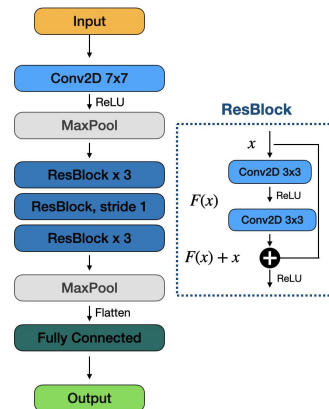 Input
Conv2D 7x7
ReLU
MaxPool
ResBlock x 3
ResBlock, stride 1
ResBlock x 3
MaxPool
Flatten
Fully Connected
Output
ResBlock
x
Conv2D 3x3
ReLU
F(x)
Conv2D 3x3
F(x) + x
ReLU